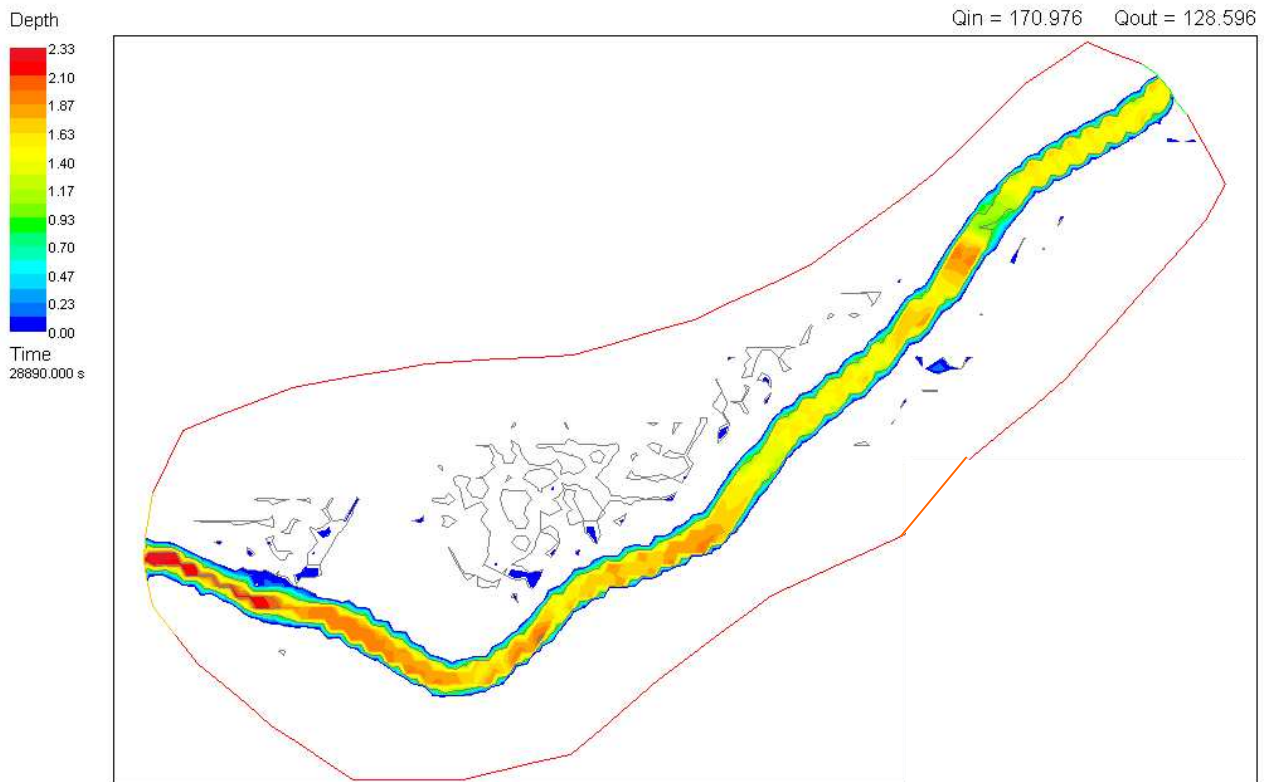 Depth
Qin = 170.976 Qout = 128.596
2.33
2.10
1.87
1.63
1.40
1.17
0.93
0.70
0.47
0.23
0.00
Time
28890.000 s